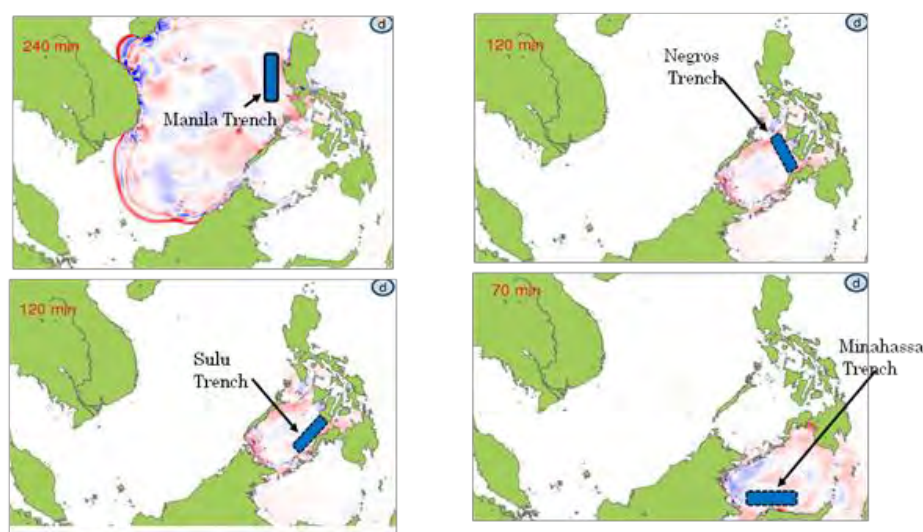 240 min
d
Manila Trench
120 min
d
Negros
Trench
120 min
d
Sulu
Trench
70 min
d
Minahassa
Trench